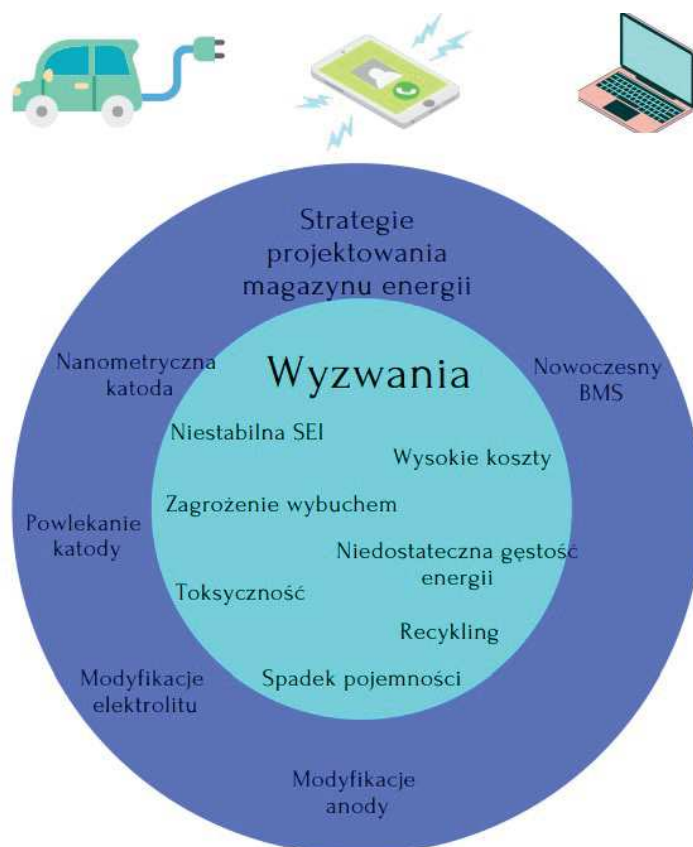 Strategie
projektowania
magazynu energii
Nanometryczna
katoda
Wyzwania
Nowoczesny
BMS
Niestabilna SEI
Wysokie koszty
Zagrożenie wybuchem
Powlekanie
katody
Niedostateczna gęstość
energii
Toksyczność
Recykling
Modyfikacje
elektrolitu
Spadek pojemności
Modyfikacje
anody